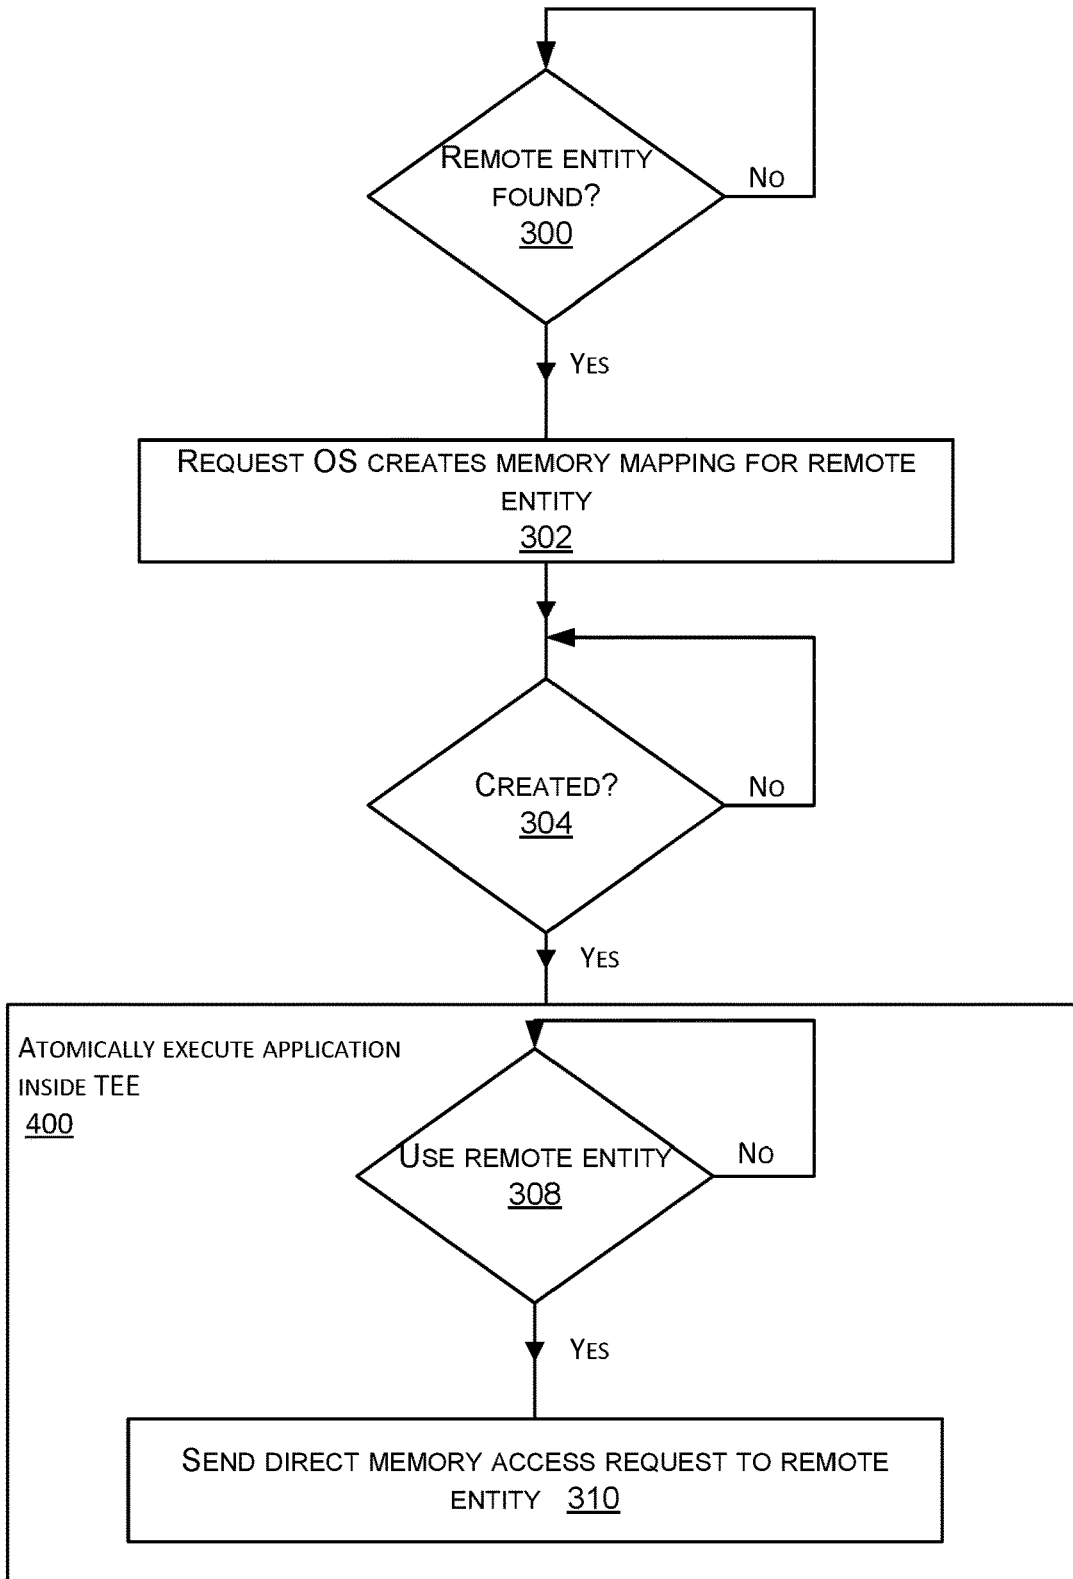 REMOTE ENTITY
FOUND?
300
NO
YES
REQUEST OS CREATES MEMORY MAPPING FOR REMOTE
ENTITY
302
CREATED?
304
NO
YES
ATOMICALLY EXECUTE APPLICATION
INSIDE TEE
400
USE REMOTE ENTITY
308
NO
YES
SEND DIRECT MEMORY ACCESS REQUEST TO REMOTE
ENTITY 310